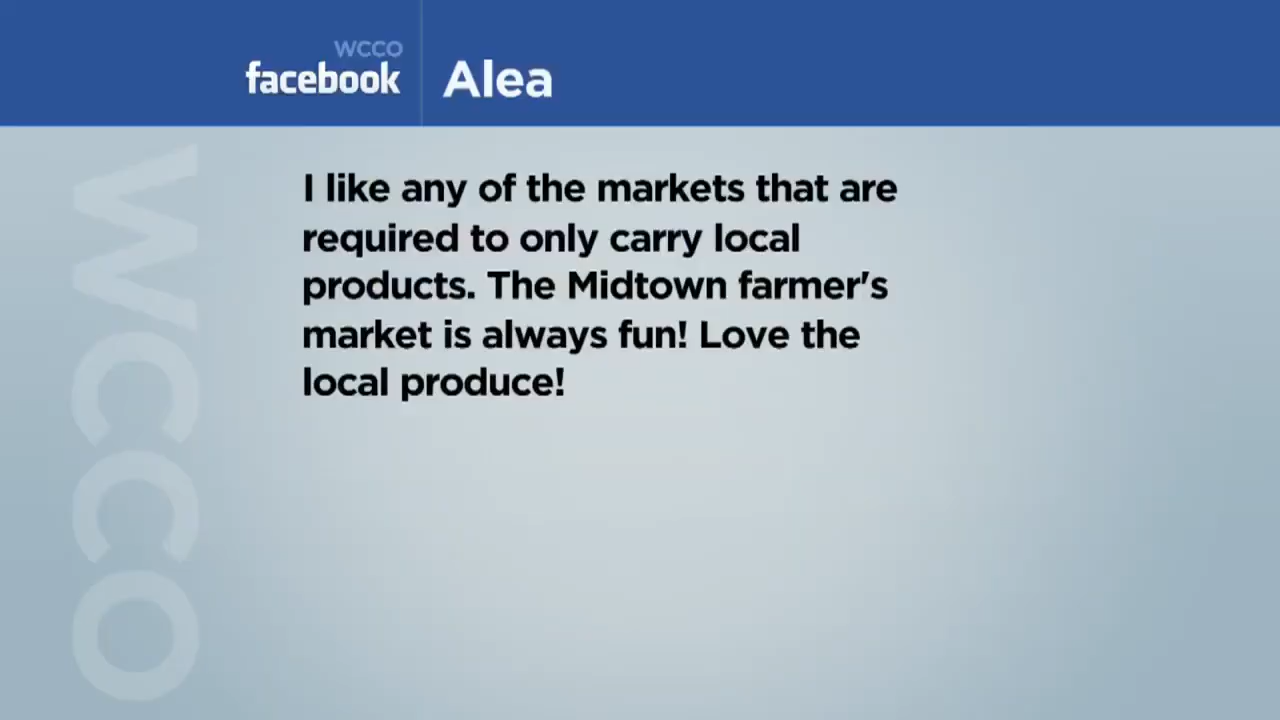 WCCO
facebook
Alea
I like any of the markets that are
required to only carry local
products. The Midtown farmer's
market is always fun! Love the
local produce!
WCCO